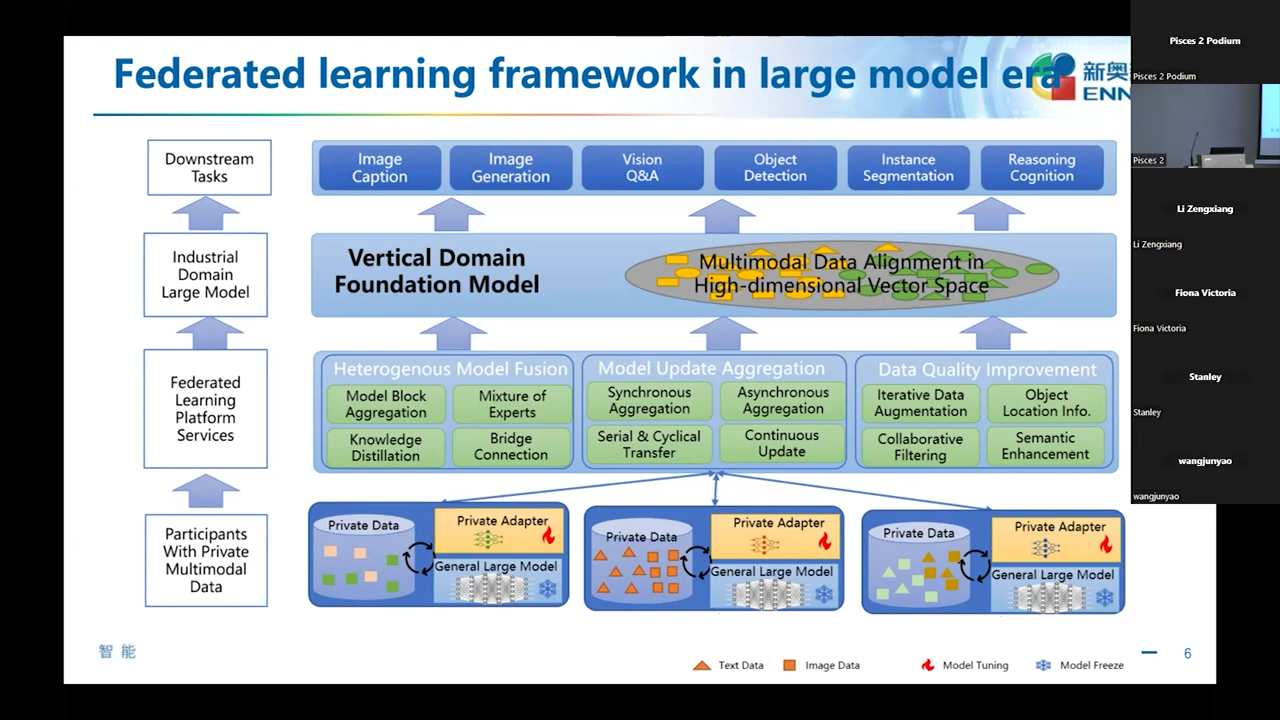 Federated learning framework in large model era
新奥
ENN
Downstream
Tasks
Image
Caption
Image
Generation
Vision
Q&A
Object
Detection
Instance
Segmentation
Reasoning
Cognition
Industrial
Domain
Large Model
Vertical Domain
Foundation Model
Multimodal Data Alignment in
High-dimensional Vector Space
Federated
Learning
Platform
Services
Heterogenous Model Fusion
Model Block
Aggregation
Mixture of
Experts
Knowledge
Distillation
Bridge
Connection
Model Update Aggregation
Synchronous
Aggregation
Asynchronous
Aggregation
Serial & Cyclical
Transfer
Continuous
Update
Data Quality Improvement
Iterative Data
Augmentation
Object
Location Info.
Collaborative
Filtering
Semantic
Enhancement
Participants
With Private
Multimodal
Data
Private Data
Private Adapter
General Large Model
Private Data
Private Adapter
General Large Model
Private Data
Private Adapter
General Large Model
智 能
Text Data
Image Data
Model Tuning
Model Freeze
6
Pisces 2 Podium
Pisces 2 Podium
Pisces 2
Li Zengxiang
Li Zengxiang
Fiona Victoria
Fiona Victoria
Stanley
Stanley
wangjunyao
wangjunyao